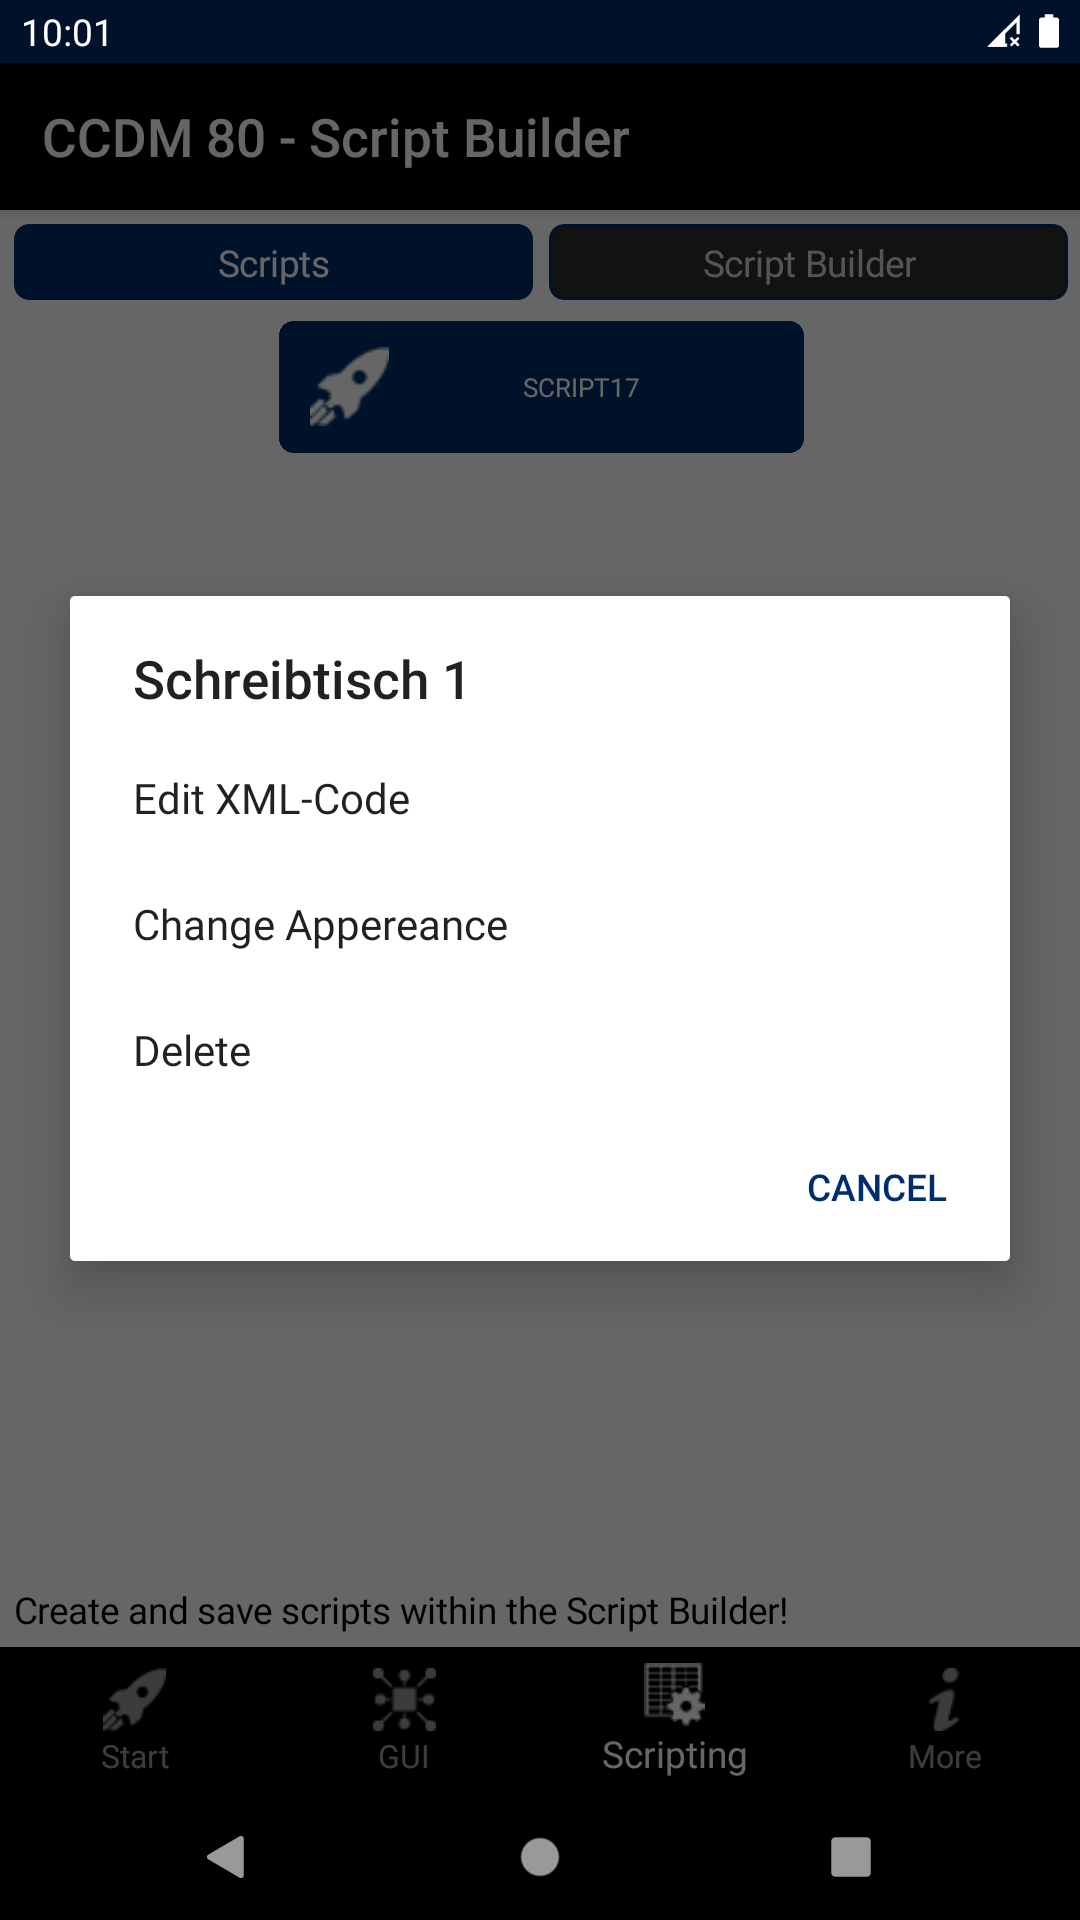 10:01
CCDM 80 - Script Builder
Scripts
Script Builder
SCRIPT17
Schreibtisch 1
Edit XML-Code
Change Appereance
Delete
CANCEL
Create and save scripts within the Script Builder!
Start
GUI
Scripting
More